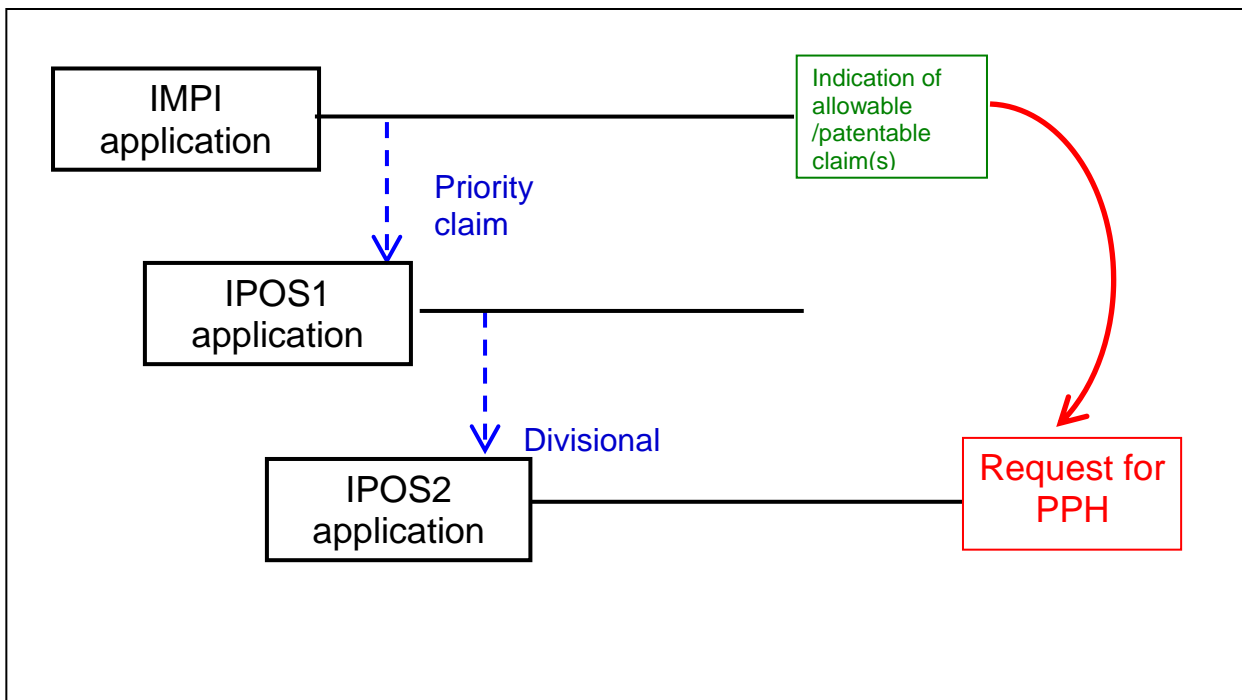 IMPI
application
Indication of
allowable
/patentable
claim(s)
Priority
claim
IPOS1
application
Divisional
IPOS2
application
Request for
PPH